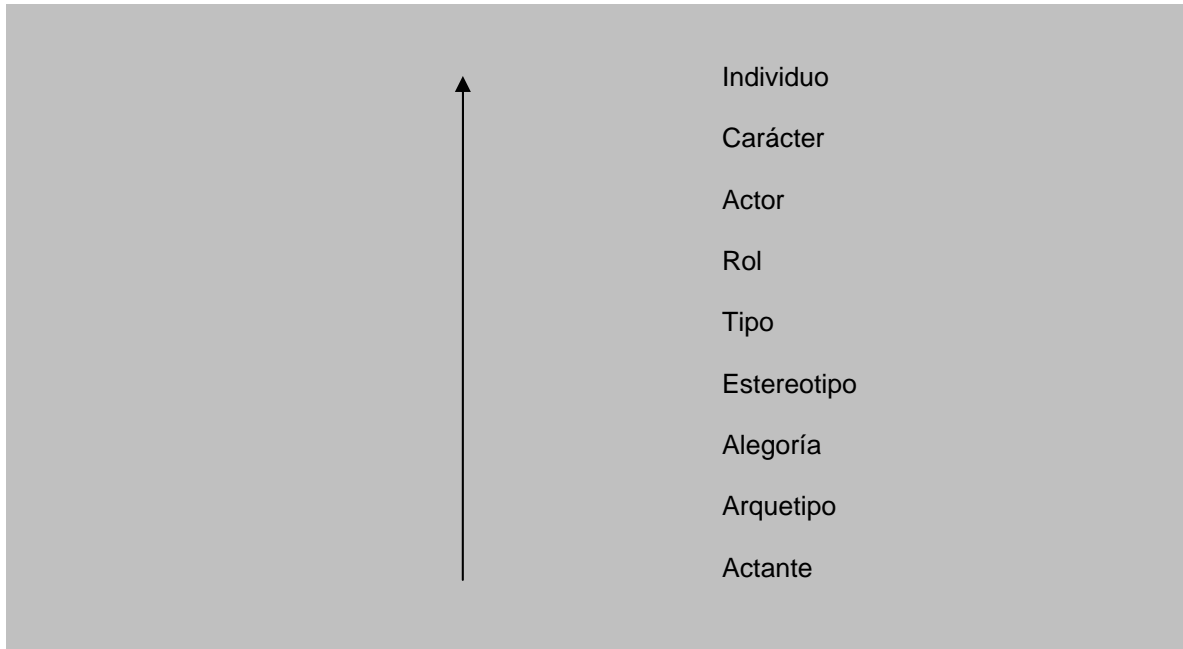 Individuo
Carácter
Actor
Rol
Tipo
Estereotipo
Alegoría
Arquetipo
Actante